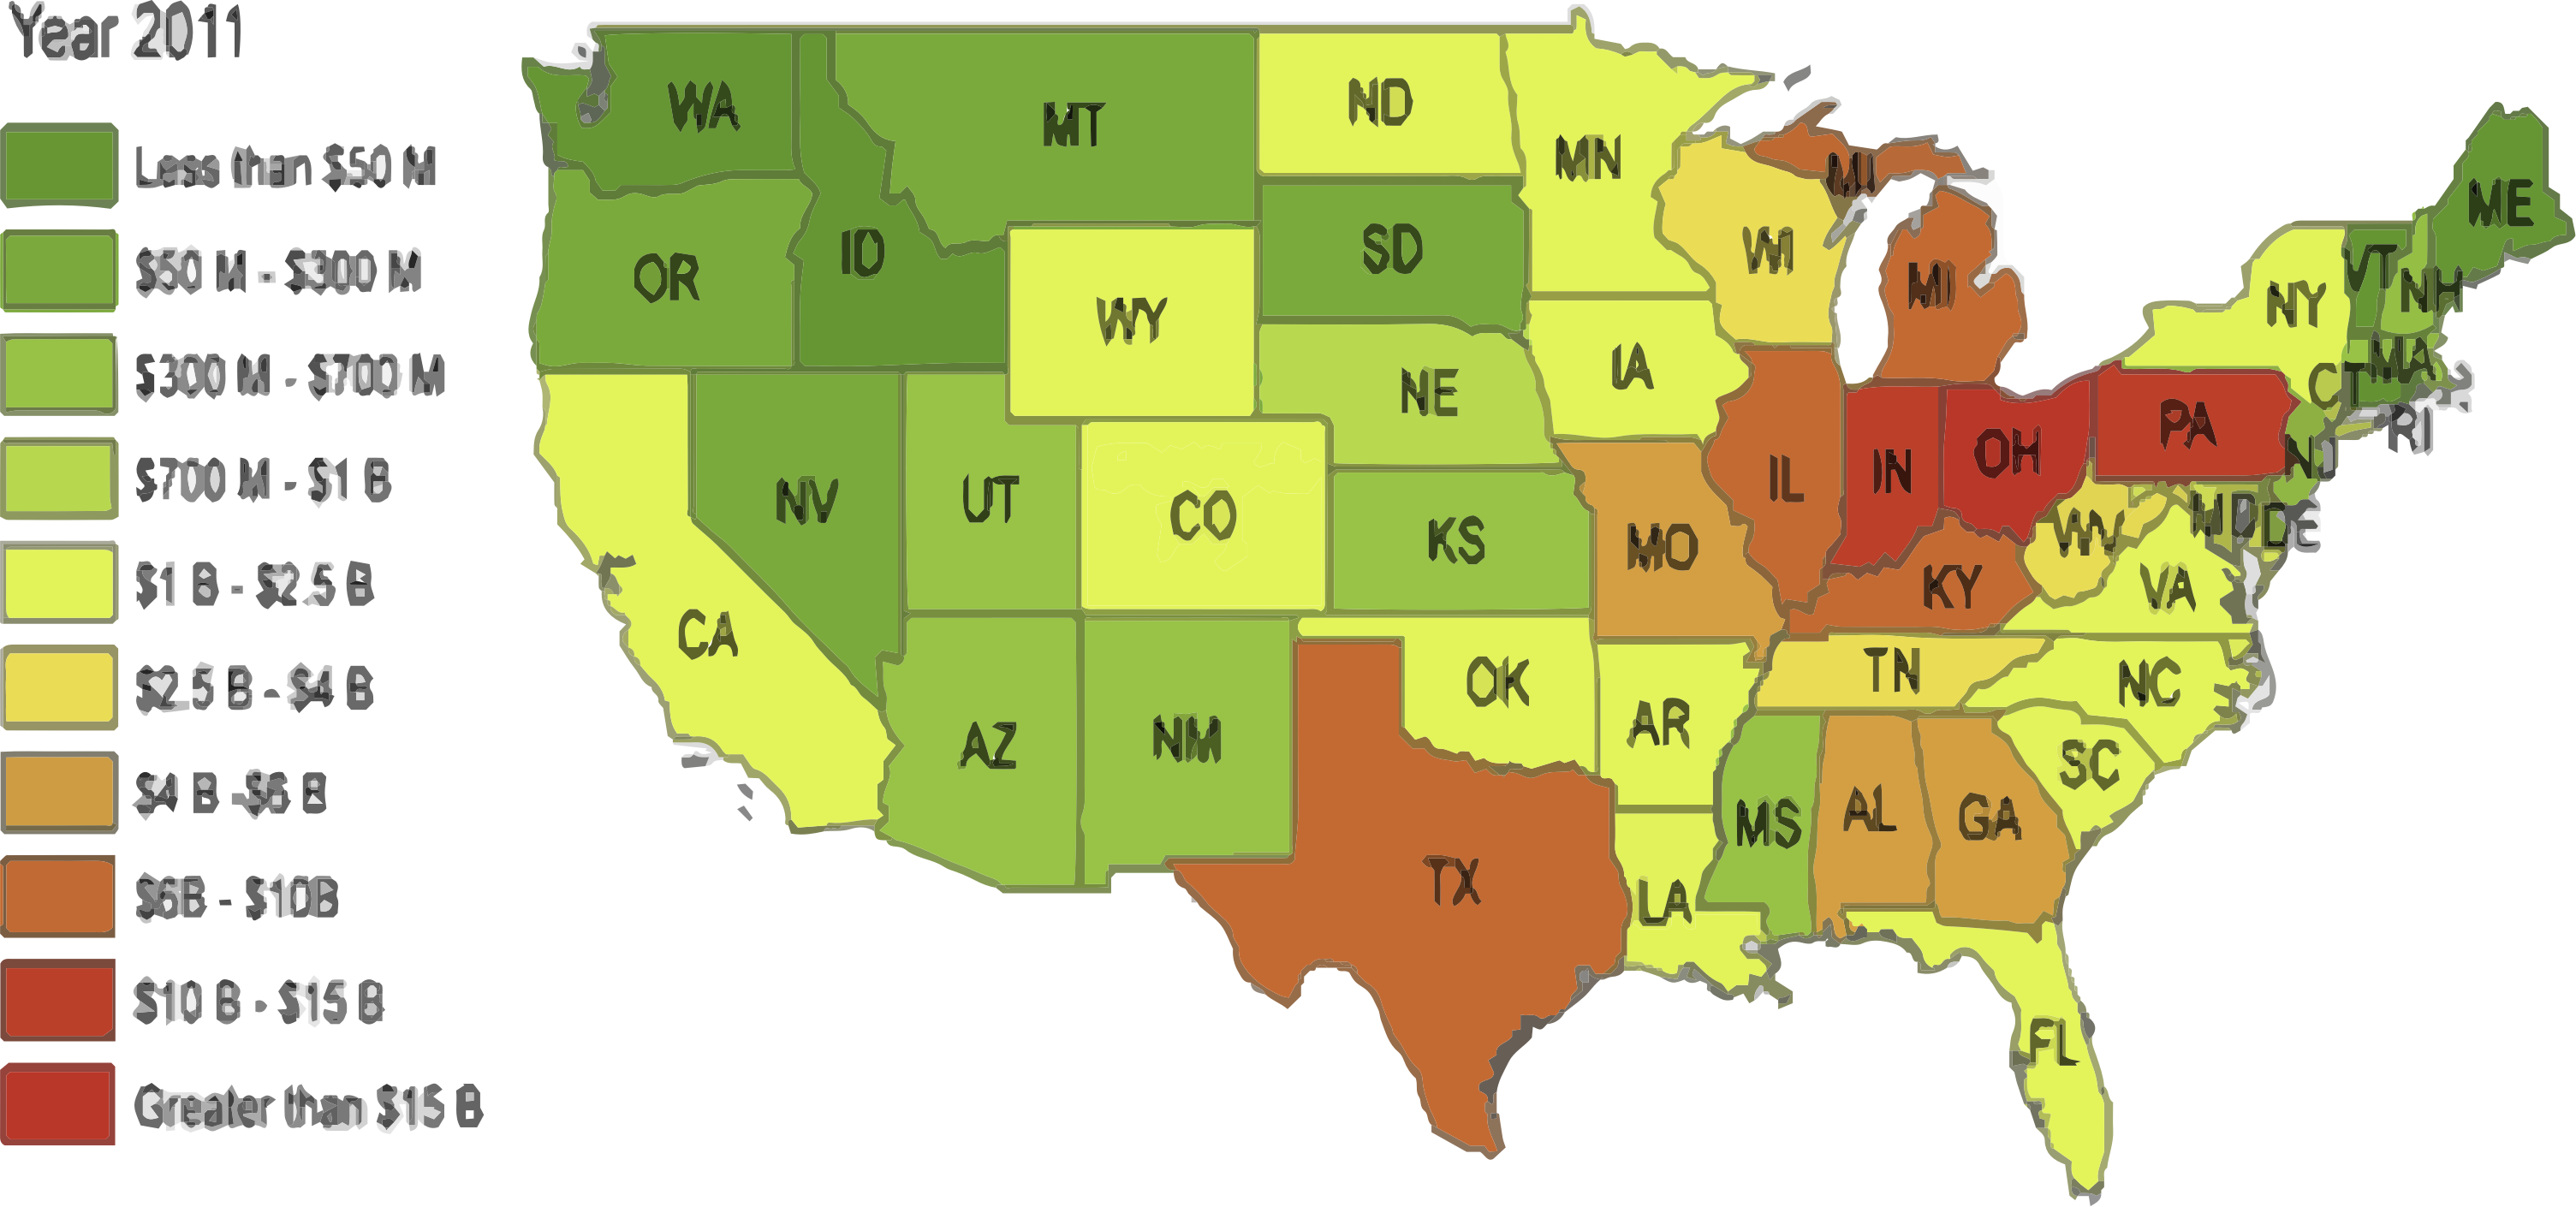 Year 2011
Less than $50 M
$50 M - $300 M
$300 M - $700 M
$700 M - $1 B
$1 B - $2.5 B
$2.5 B - $4 B
$4 B - $6 B
$6B - $10B
$10 B - $15 B
Greater than $15 B
WA
MT
ND
MN
MI
ME
OR
ID
SD
WI
MI
NY
VT
NH
WY
NE
IA
MA
CT
RI
NV
UT
CO
KS
MO
IL
IN
OH
PA
NJ
WV
MD
DE
KY
VA
CA
AZ
NM
OK
AR
TN
NC
SC
TX
LA
MS
AL
GA
FL